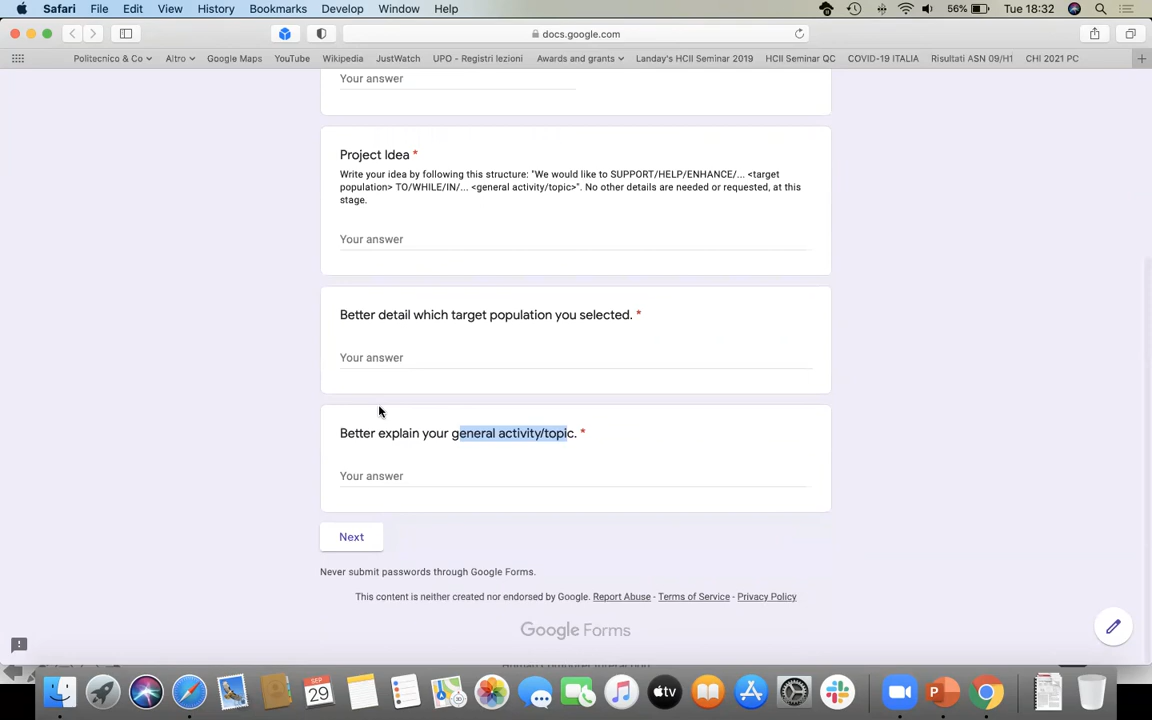 Safari File Edit View History Bookmarks Develop Window Help 56% Tue 18:32
docs.google.com
Politecnico & Co Altro Google Maps YouTube Wikipedia JustWatch UPO - Registri lezioni Awards and grants Landay's HCII Seminar 2019 HCII Seminar QC COVID-19 ITALIA Risultati ASN 09/H1 CHI 2021 PC
Your answer
Project Idea *
Write your idea by following this structure: "We would like to SUPPORT/HELP/ENHANCE/... <target
population> TO/WHILE/IN/... <general activity/topic>". No other details are needed or requested, at this
stage.
Your answer
Better detail which target population you selected. *
Your answer
Better explain your general activity/topic. *
Your answer
Next
Never submit passwords through Google Forms.
This content is neither created nor endorsed by Google. Report Abuse - Terms of Service - Privacy Policy
Google Forms
SEP
29
tv
P